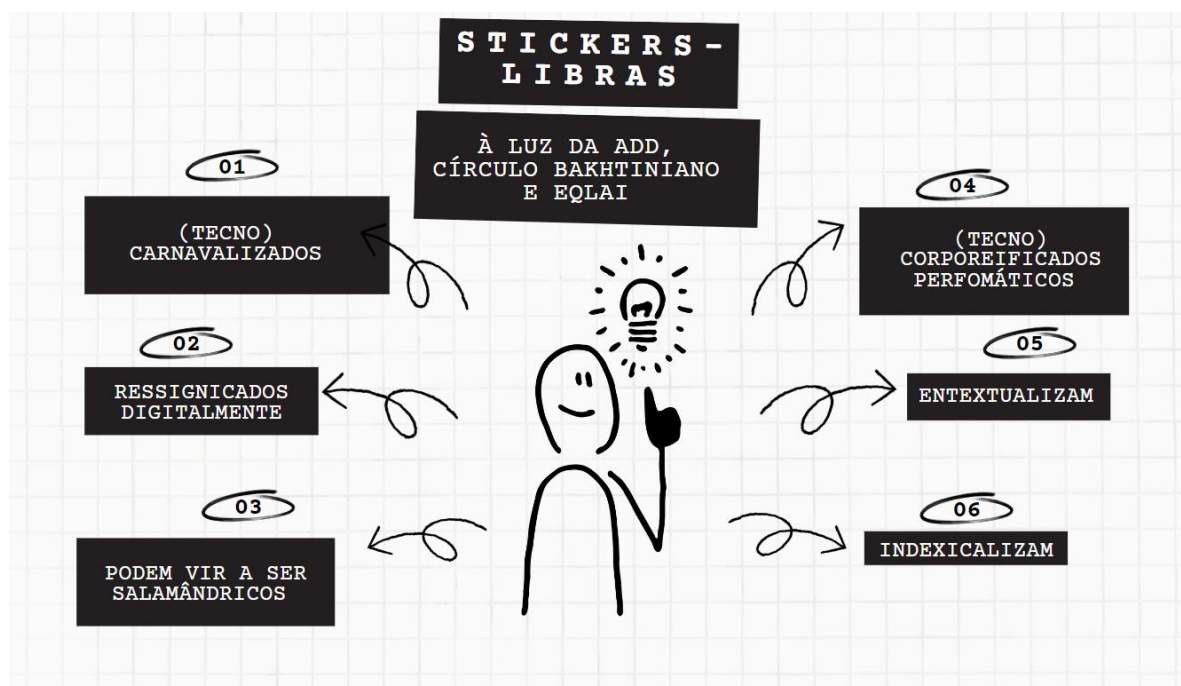 STICKERS-
LIBRAS
À LUZ DA ADD,
CÍRCULO BAKHTINIANO
E EQLAI
01
(TECNO)
CARNAVALIZADOS
02
RESSIGNICADOS
DIGITALMENTE
03
PODEM VIR A SER
SALAMÂNDRICOS
04
(TECNO)
CORPOREIFICADOS
PERFOMÁTICOS
05
ENTEXTUALIZAM
06
INDEXICALIZAM